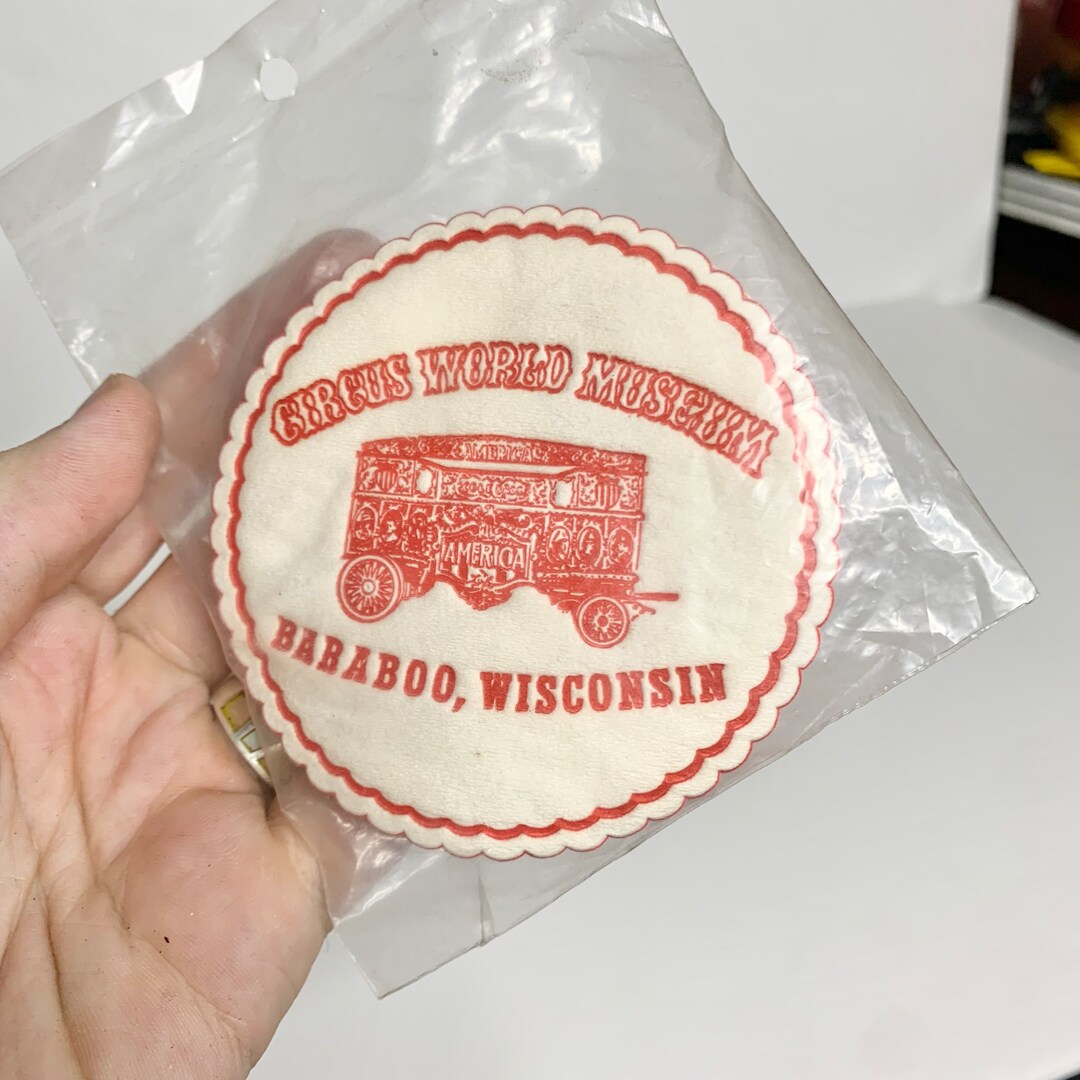 CIRCUS WORLD MUSEUM
AMERICA
AMERICA
BARABOO, WISCONSIN